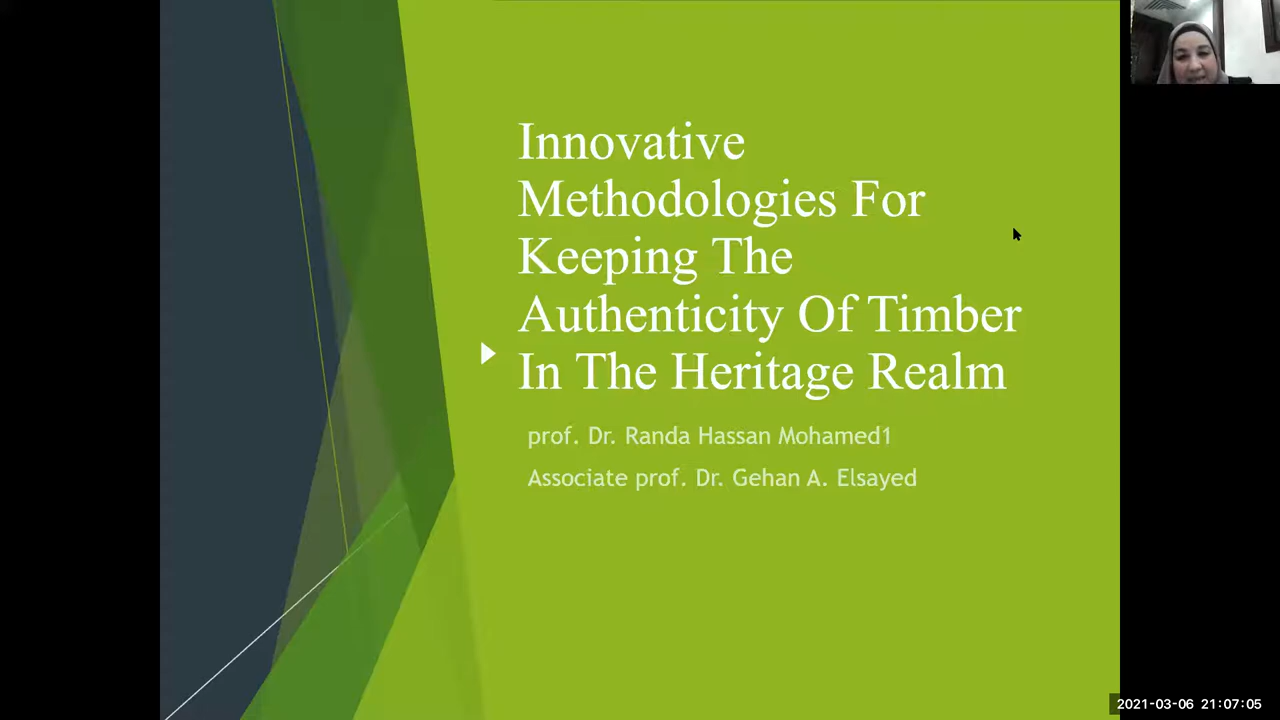 Innovative
Methodologies For
Keeping The
Authenticity Of Timber
In The Heritage Realm
prof. Dr. Randa Hassan Mohamed1
Associate prof. Dr. Gehan A. Elsayed
2021-03-06 21:07:05